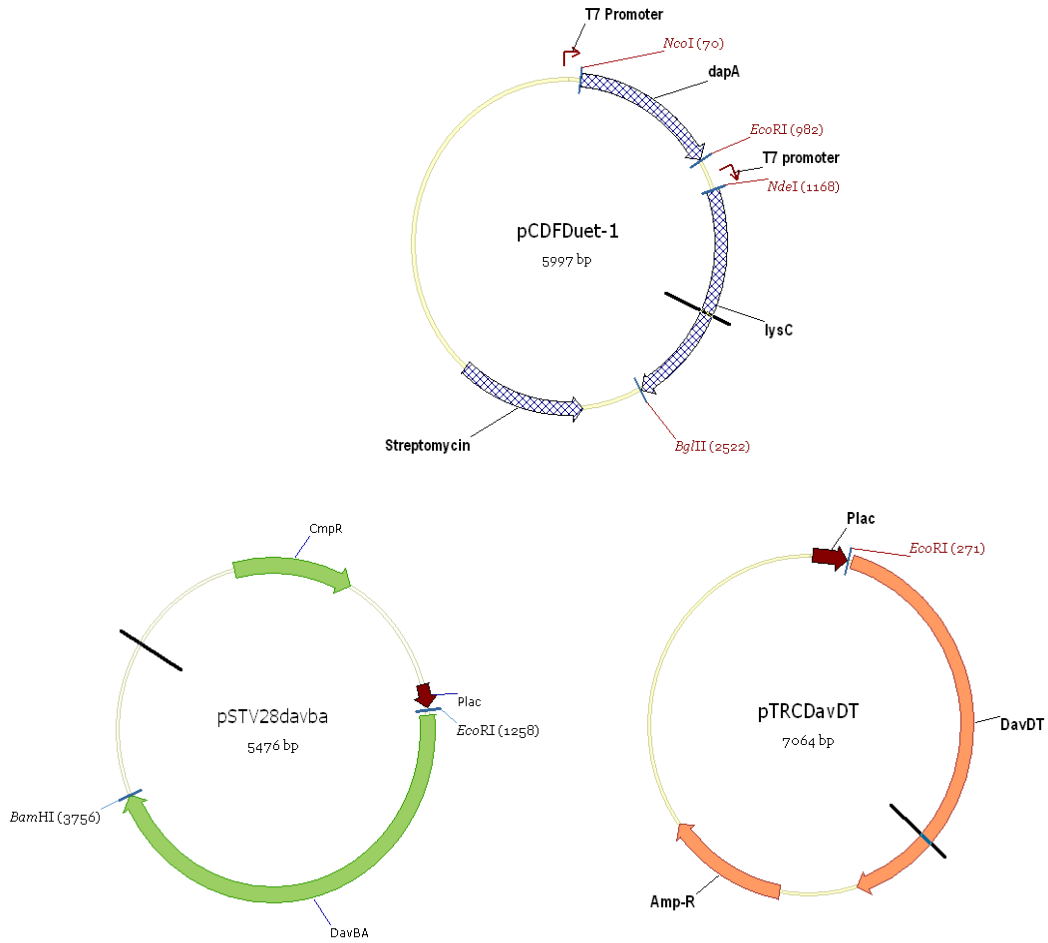 T7 Promoter
NcoI (70)
dapA
EcoRI (982)
T7 promoter
NdeI (1168)
pCDFDuet-1
5997 bp
lysC
Streptomycin
BglII (2522)
CmpR
Plac
pSTV28davba
5476 bp
EcoRI (1258)
BamHI (3756)
DavBA
Plac
EcoRI (271)
pTRCDavDT
7064 bp
DavDT
Amp-R